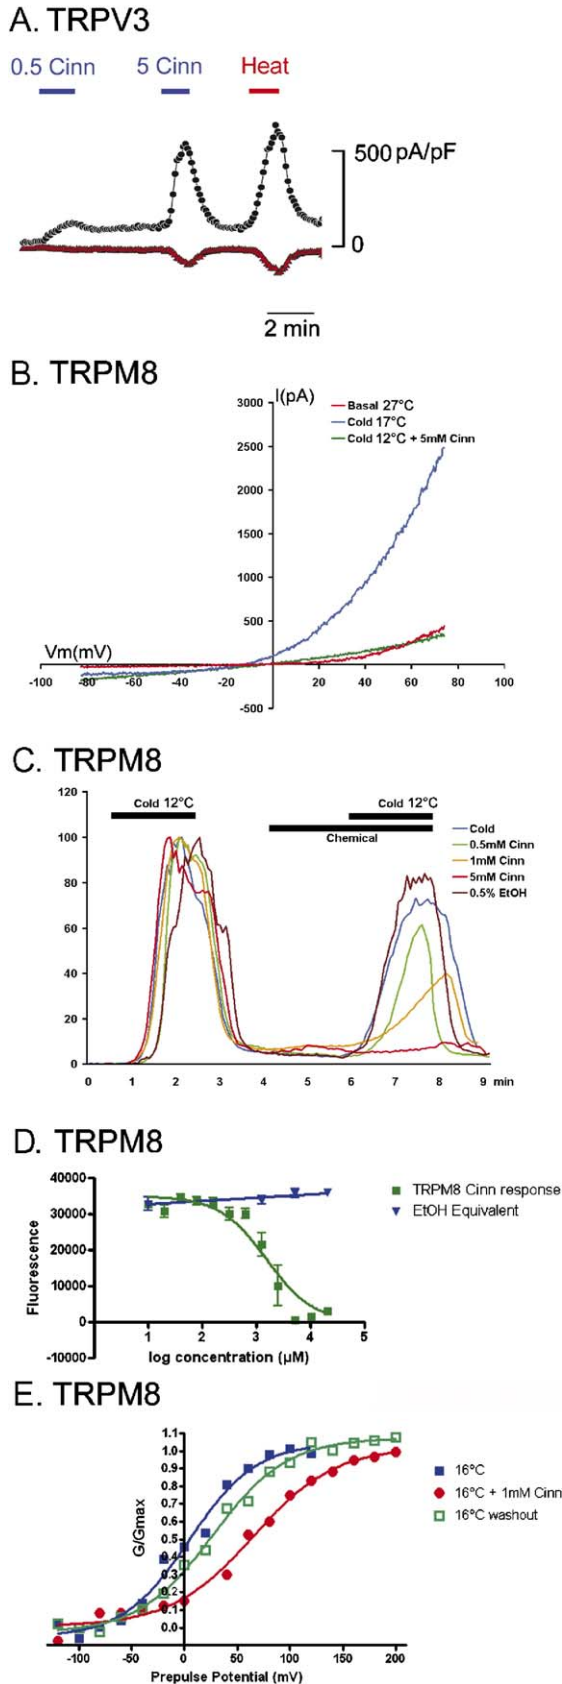 A. TRPV3
0.5 Cinn 5 Cinn Heat
500 pA/pF
0
2 min
B. TRPM8
I(pA)
3000
2500
2000
1500
1000
500
-500
Basal 27°C
Cold 17°C
Cold 12°C + 5mM Cinn
Vm(mV)
-100 -80 -60 -40 -20 20 40 60 80 100
C. TRPM8
120
100
80
60
40
20
0
Cold 12°C Cold 12°C
Chemical
Cold
0.5mM Cinn
1mM Cinn
5mM Cinn
0.5% EtOH
0 1 2 3 4 5 6 7 8 9 min
D. TRPM8
Fluorescence
40000
30000
20000
10000
0
-10000
TRPM8 Cinn response
EtOH Equivalent
1 2 3 4 5
log concentration (µM)
E. TRPM8
G/Gmax
1.1
1.0
0.9
0.8
0.7
0.6
0.5
0.4
0.3
0.2
0.1
0.0
16°C
16°C + 1mM Cinn
16°C washout
-100 -50 0 50 100 150 200
Prepulse Potential (mV)